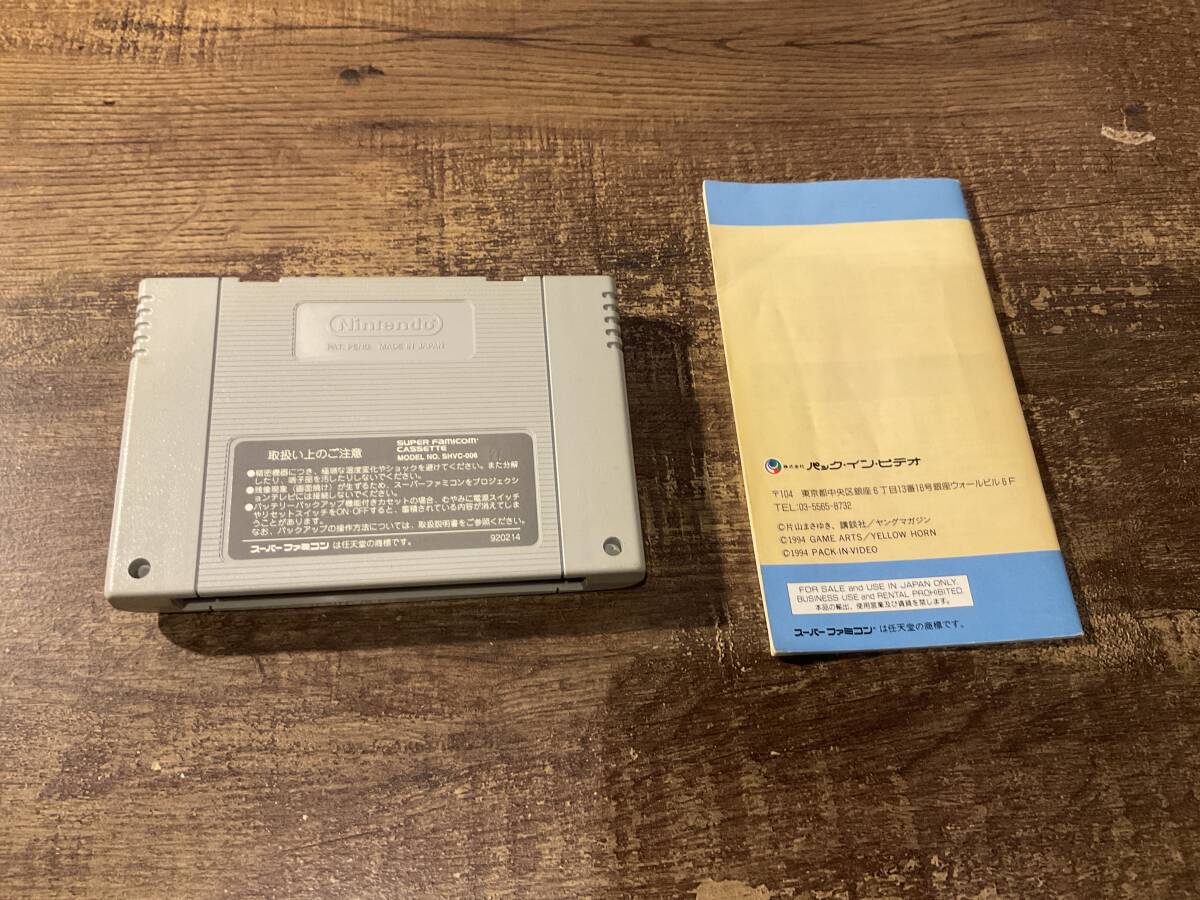 Nintendo
PAT. PEND. MADE IN JAPAN
取扱い上のご注意
SUPER FAMICOM
CASSETTE
MODEL NO. SHVC-006
●精密機器につき、極端な温度変化やショックを避けてください。また分解
したり、端子部を活したりしないでください。
●残像現象(画面焼け)が生ずるため、スーパーファミコンをプロジェクシ
ョンテレビには接続しないでください。
●バッテリーバックアップ機能付きカセットの場合、むやみに電源スイッチ
やリセットスイッチをON・OFFすると、蓄積されている内容が消えてしま
うことがあります。
なお、バックアップの操作方法については、取扱説明書をご参照ください。
スーパーファミコンは任天堂の商標です。
920214
株式会社 パック・イン・ビデオ
〒104 東京都中央区銀座6丁目13番16号銀座ウォールビル6F
TEL:03-5565-8732
©片山まさゆき、講談社/ヤングマガジン
©1994 GAME ARTS/YELLOW HORN
©1994 PACK-IN-VIDEO
FOR SALE and USE IN JAPAN ONLY.
BUSINESS USE and RENTAL PROHIBITED.
本品の輸出、使用営業及び賃貸を禁じます。
スーパーファミコンは任天堂の商標です。